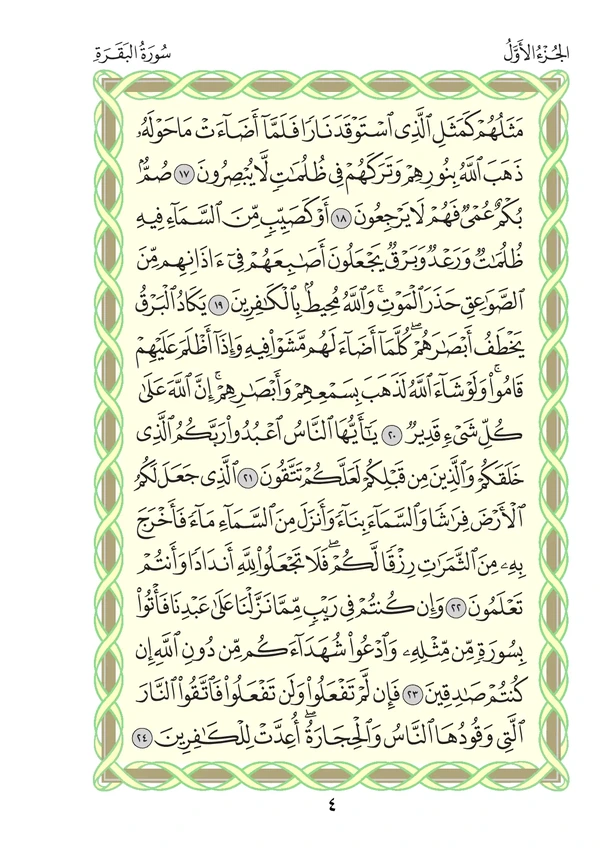 الجُزْءُ الأَوَّلُ
سُورَةُ البَقَرَةِ
مَثَلُهُمْ كَمَثَلِ ٱلَّذِى ٱسْتَوْقَدَ نَارًا فَلَمَّآ أَضَآءَتْ مَا حَوْلَهُۥ
ذَهَبَ ٱللَّهُ بِنُورِهِمْ وَتَرَكَهُمْ فِى ظُلُمَٰتٍ لَّا يُبْصِرُونَ ١٧ صُمٌّۢ
بُكْمٌ عُمْىٌ فَهُمْ لَا يَرْجِعُونَ ١٨ أَوْ كَصَيِّبٍ مِّنَ ٱلسَّمَآءِ فِيهِ
ظُلُمَٰتٌ وَرَعْدٌ وَبَرْقٌ يَجْعَلُونَ أَصَٰبِعَهُمْ فِىٓ ءَاذَانِهِم مِّنَ
ٱلصَّوَٰعِقِ حَذَرَ ٱلْمَوْتِ ۚ وَٱللَّهُ مُحِيطٌۢ بِٱلْكَٰفِرِينَ ١٩ يَكَادُ ٱلْبَرْقُ
يَخْطَفُ أَبْصَٰرَهُمْ ۖ كُلَّمَآ أَضَآءَ لَهُم مَّشَوْا۟ فِيهِ وَإِذَآ أَظْلَمَ عَلَيْهِمْ
قَامُوا۟ ۚ وَلَوْ شَآءَ ٱللَّهُ لَذَهَبَ بِسَمْعِهِمْ وَأَبْصَٰرِهِمْ ۚ إِنَّ ٱللَّهَ عَلَىٰ
كُلِّ شَىْءٍ قَدِيرٌ ٢٠ يَٰٓأَيُّهَا ٱلنَّاسُ ٱعْبُدُوا۟ رَبَّكُمُ ٱلَّذِى
خَلَقَكُمْ وَٱلَّذِينَ مِن قَبْلِكُمْ لَعَلَّكُمْ تَتَّقُونَ ٢١ ٱلَّذِى جَعَلَ لَكُمُ
ٱلْأَرْضَ فِرَٰشًا وَٱلسَّمَآءَ بِنَآءً وَأَنزَلَ مِنَ ٱلسَّمَآءِ مَآءً فَأَخْرَجَ
بِهِۦ مِنَ ٱلثَّمَرَٰتِ رِزْقًا لَّكُمْ ۖ فَلَا تَجْعَلُوا۟ لِلَّهِ أَندَادًا وَأَنتُمْ
تَعْلَمُونَ ٢٢ وَإِن كُنتُمْ فِى رَيْبٍ مِّمَّا نَزَّلْنَا عَلَىٰ عَبْدِنَا فَأْتُوا۟
بِسُورَةٍ مِّن مِّثْلِهِۦ وَٱدْعُوا۟ شُهَدَآءَكُم مِّن دُونِ ٱللَّهِ إِن
كُنتُمْ صَٰدِقِينَ ٢٣ فَإِن لَّمْ تَفْعَلُوا۟ وَلَن تَفْعَلُوا۟ فَٱتَّقُوا۟ ٱلنَّارَ
ٱلَّتِى وَقُودُهَا ٱلنَّاسُ وَٱلْحِجَارَةُ ۖ أُعِدَّتْ لِلْكَٰفِرِينَ ٢٤
٤